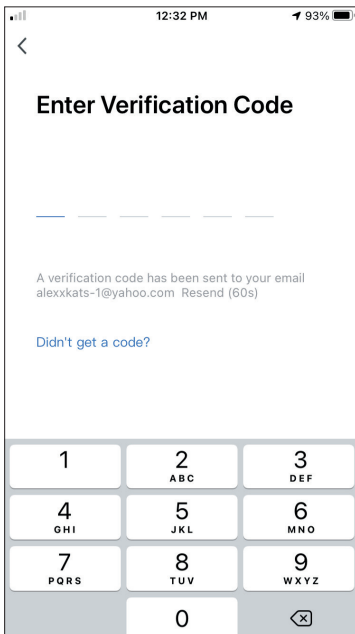 12:32 PM 93%
Enter Verification Code
A verification code has been sent to your email
alexxkats-1@yahoo.com Resend (60s)
Didn't get a code?
1 2 3
ABC DEF
4 5 6
GHI JKL MNO
7 8 9
PQRS TUV WXYZ
0